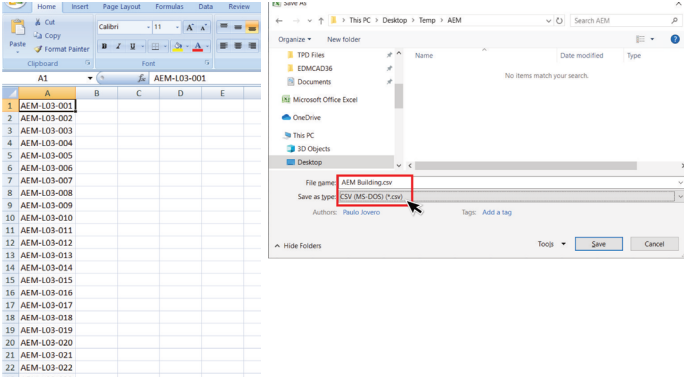 Home Insert Page Layout Formulas Data Review
Cut
Copy
Paste
Format Painter
Clipboard
Calibri 11
B I U
Font
A1 fx AEM-L03-001
A B C D E
1 AEM-L03-001
2 AEM-L03-002
3 AEM-L03-003
4 AEM-L03-004
5 AEM-L03-005
6 AEM-L03-006
7 AEM-L03-007
8 AEM-L03-008
9 AEM-L03-009
10 AEM-L03-010
11 AEM-L03-011
12 AEM-L03-012
13 AEM-L03-013
14 AEM-L03-014
15 AEM-L03-015
16 AEM-L03-016
17 AEM-L03-017
18 AEM-L03-018
19 AEM-L03-019
20 AEM-L03-020
21 AEM-L03-021
22 AEM-L03-022
Save As
This PC > Desktop > Temp > AEM
Search AEM
Organize New folder
TPD Files
EDMCAD36
Documents
Microsoft Office Excel
OneDrive
This PC
3D Objects
Desktop
Name Date modified Type
No items match your search.
File name: AEM Building.csv
Save as type: CSV (MS-DOS) (*.csv)
Authors: Paulo Jovero Tags: Add a tag
Hide Folders
Tools Save Cancel